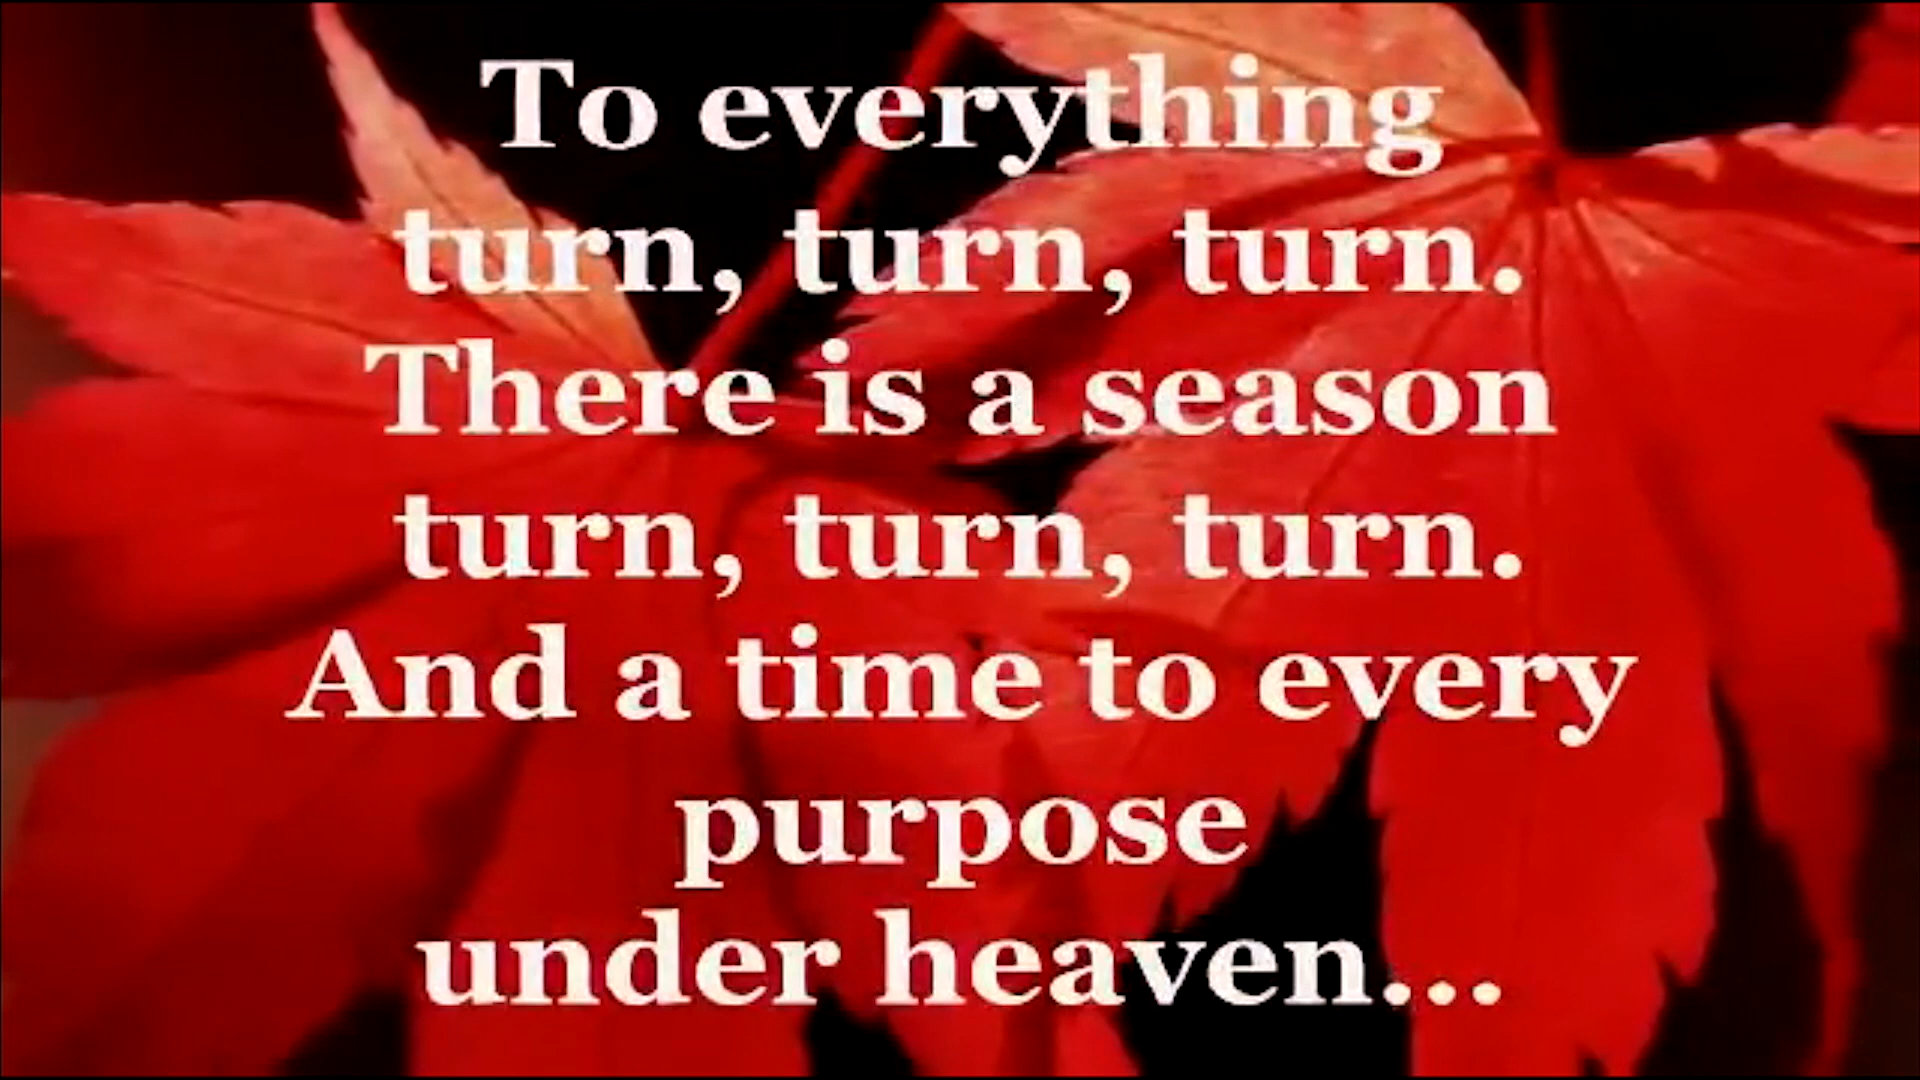 To everything
turn, turn, turn.
There is a season
turn, turn, turn.
And a time to every
purpose
under heaven...